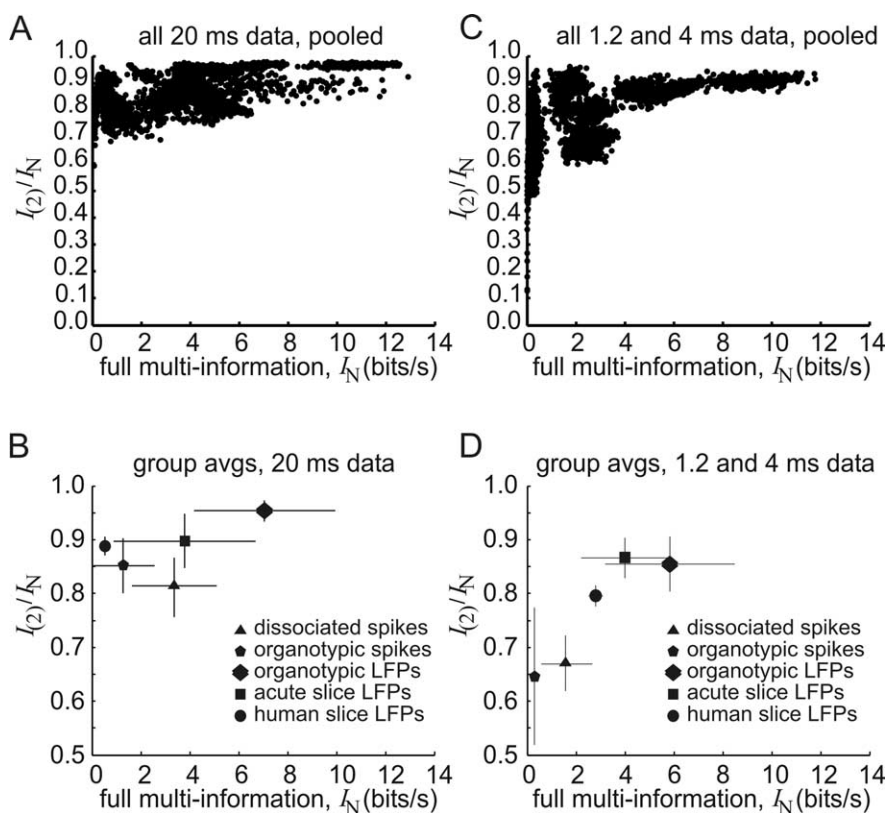 A
all 20 ms data, pooled
I(2)/IN
1.0
0.9
0.8
0.7
0.6
0.5
0.4
0.3
0.2
0.1
0.0
0 2 4 6 8 10 12 14
full multi-information, IN(bits/s)
C
all 1.2 and 4 ms data, pooled
I(2)/IN
1.0
0.9
0.8
0.7
0.6
0.5
0.4
0.3
0.2
0.1
0.0
0 2 4 6 8 10 12 14
full multi-information, IN(bits/s)
B
group avgs, 20 ms data
I(2)/IN
1.0
0.9
0.8
0.7
0.6
0.5
dissociated spikes
organotypic spikes
organotypic LFPs
acute slice LFPs
human slice LFPs
0 2 4 6 8 10 12 14
full multi-information, IN(bits/s)
D
group avgs, 1.2 and 4 ms data
I(2)/IN
1.0
0.9
0.8
0.7
0.6
0.5
dissociated spikes
organotypic spikes
organotypic LFPs
acute slice LFPs
human slice LFPs
0 2 4 6 8 10 12 14
full multi-information, IN(bits/s)